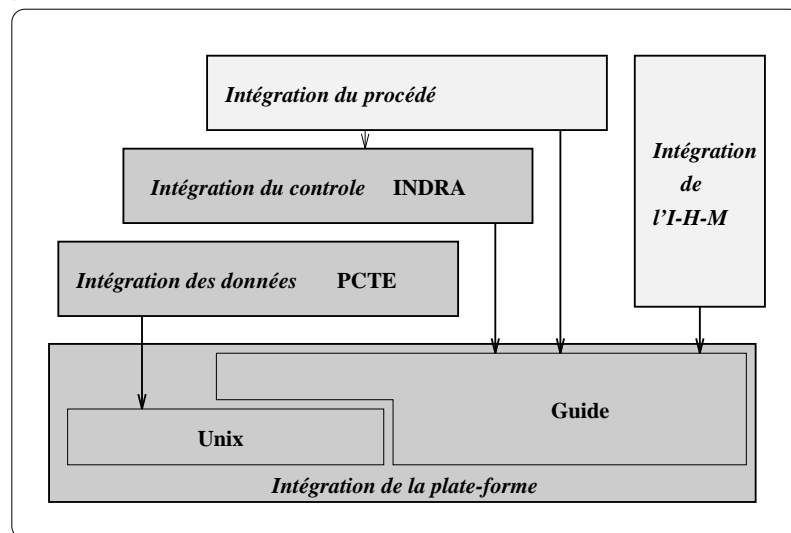 Intégration du procédé
Intégration du controle INDRA
Intégration des données PCTE
Intégration
de
l'I-H-M
Guide
Unix
Intégration de la plate-forme